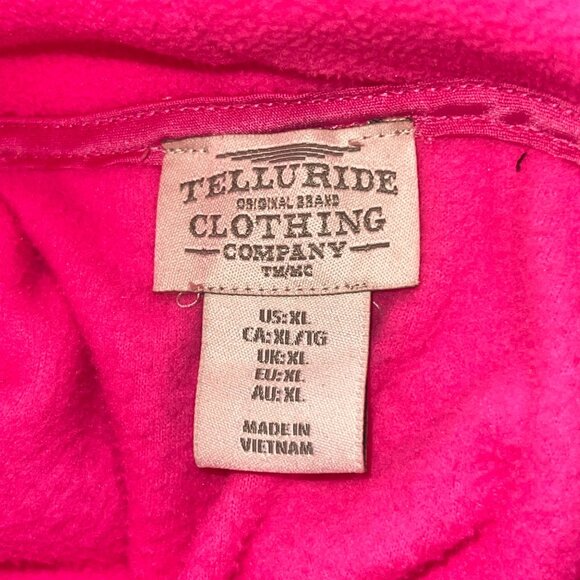 TELLURIDE
ORIGINAL BRAND
CLOTHING
COMPANY
TM/MC
US:XL
CA:XL/TG
UK:XL
EU:XL
AU:XL
MADE IN
VIETNAM